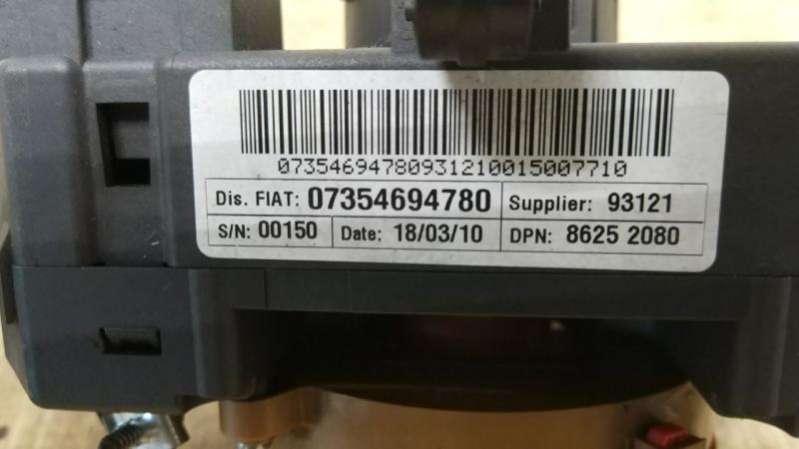 07354694780931210015007710
Dis. FIAT: 07354694780 Supplier: 93121
S/N: 00150 Date: 18/03/10 DPN: 8625 2080